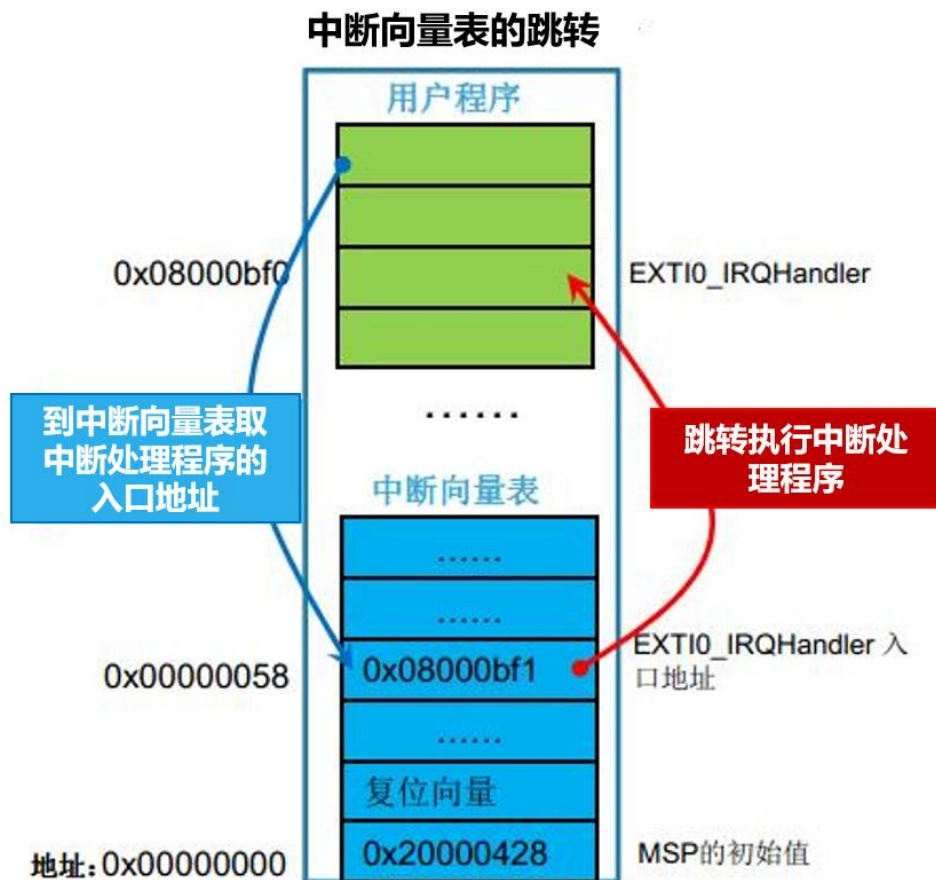 中断向量表的跳转
用户程序
0x08000bf0
EXTI0_IRQHandler
到中断向量表取
中断处理程序的
入口地址
......
跳转执行中断处
理程序
中断向量表
......
......
0x00000058
0x08000bf1
EXTI0_IRQHandler 入
口地址
......
复位向量
地址:0x00000000
0x20000428
MSP的初始值